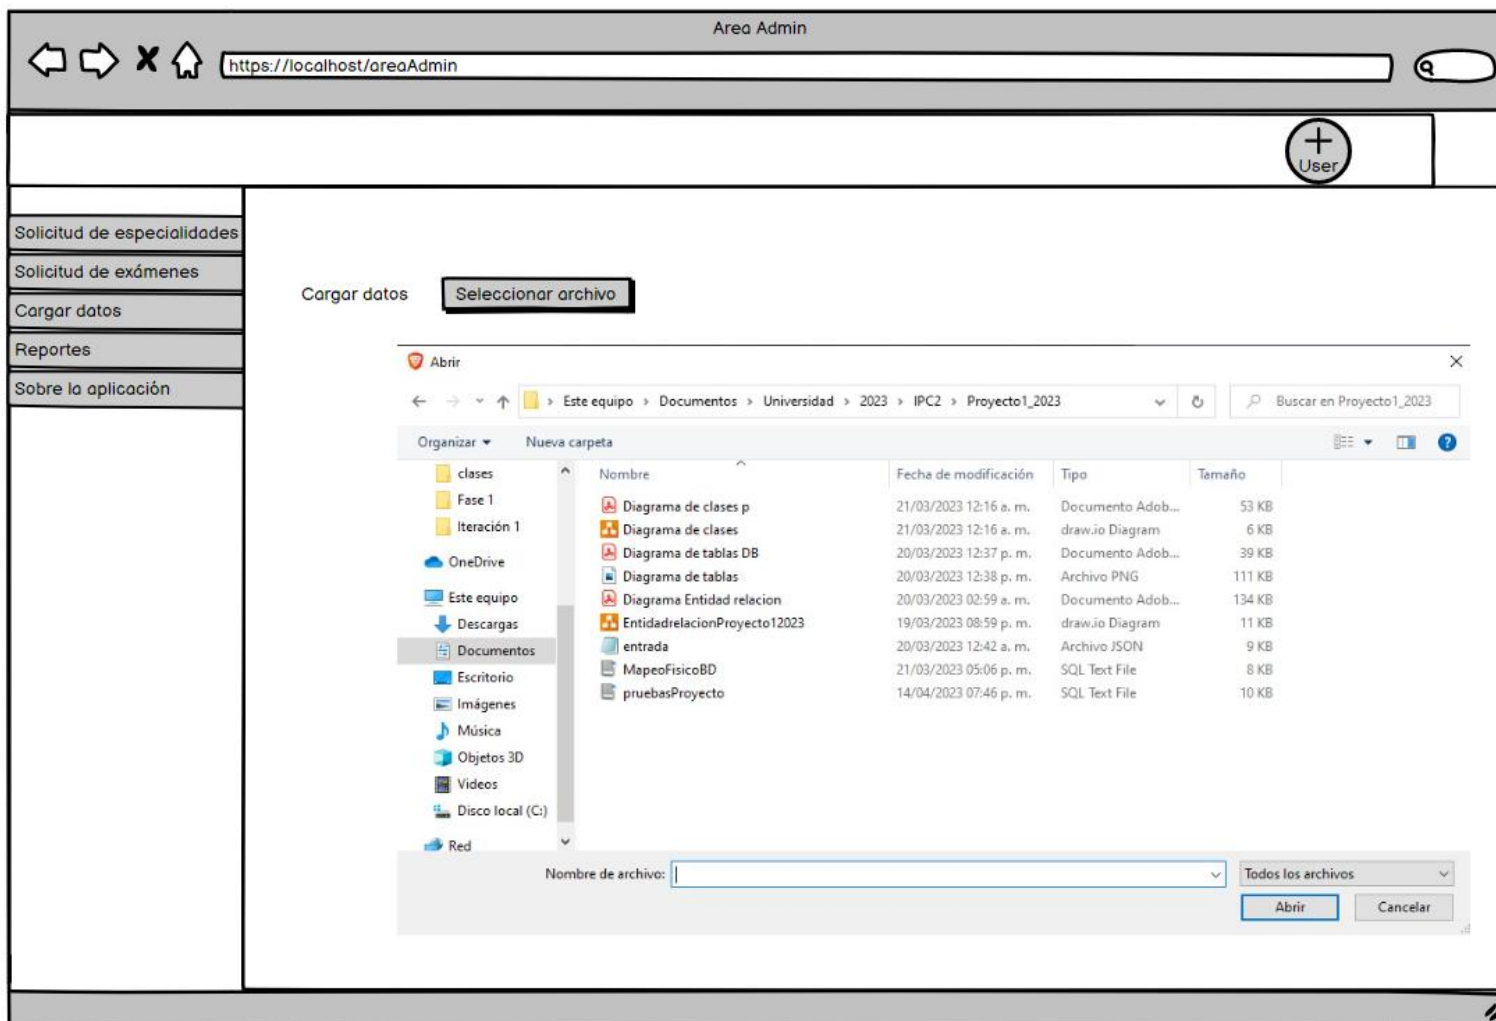 Area Admin
https://localhost/areaAdmin
User
Solicitud de especialidades
Solicitud de exámenes
Cargar datos
Reportes
Sobre la aplicación
Cargar datos Seleccionar archivo
Abrir
Este equipo > Documentos > Universidad > 2023 > IPC2 > Proyecto1_2023 Buscar en Proyecto1_2023
Organizar Nueva carpeta
clases
Fase 1
Iteración 1
OneDrive
Este equipo
Descargas
Documentos
Escritorio
Imágenes
Música
Objetos 3D
Videos
Disco local (C:)
Red
Nombre Fecha de modificación Tipo Tamaño
Diagrama de clases p 21/03/2023 12:16 a. m. Documento Adob... 53 KB
Diagrama de clases 21/03/2023 12:16 a. m. draw.io Diagram 6 KB
Diagrama de tablas DB 20/03/2023 12:37 p. m. Documento Adob... 39 KB
Diagrama de tablas 20/03/2023 12:38 p. m. Archivo PNG 111 KB
Diagrama Entidad relacion 20/03/2023 02:59 a. m. Documento Adob... 134 KB
EntidadrelacionProyecto12023 19/03/2023 08:59 p. m. draw.io Diagram 11 KB
entrada 20/03/2023 12:42 a. m. Archivo JSON 9 KB
MapeoFisicoBD 21/03/2023 05:06 p. m. SQL Text File 8 KB
pruebasProyecto 14/04/2023 07:46 p. m. SQL Text File 10 KB
Nombre de archivo: Todos los archivos
Abrir Cancelar